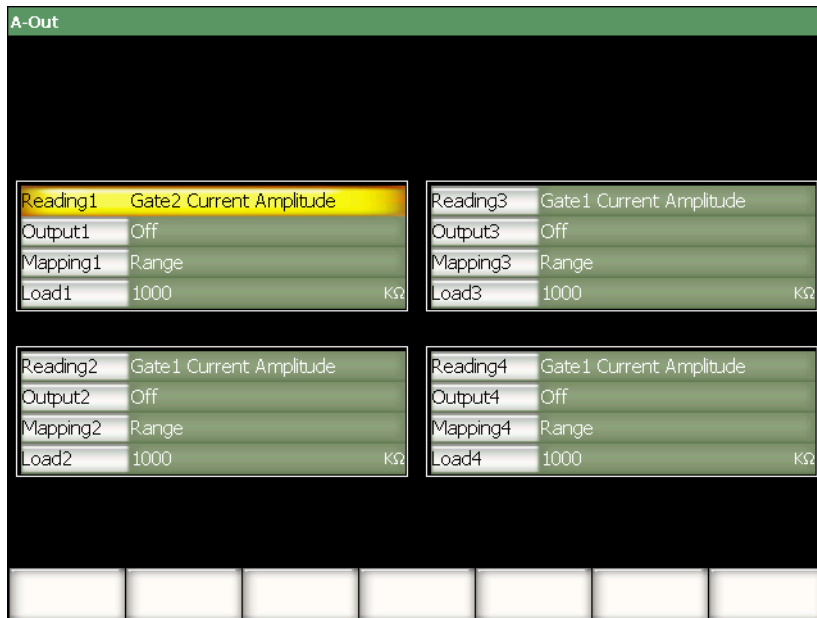 A-Out
Reading1 Gate2 Current Amplitude
Output1 Off
Mapping1 Range
Load1 1000 KΩ
Reading2 Gate1 Current Amplitude
Output2 Off
Mapping2 Range
Load2 1000 KΩ
Reading3 Gate1 Current Amplitude
Output3 Off
Mapping3 Range
Load3 1000 KΩ
Reading4 Gate1 Current Amplitude
Output4 Off
Mapping4 Range
Load4 1000 KΩ